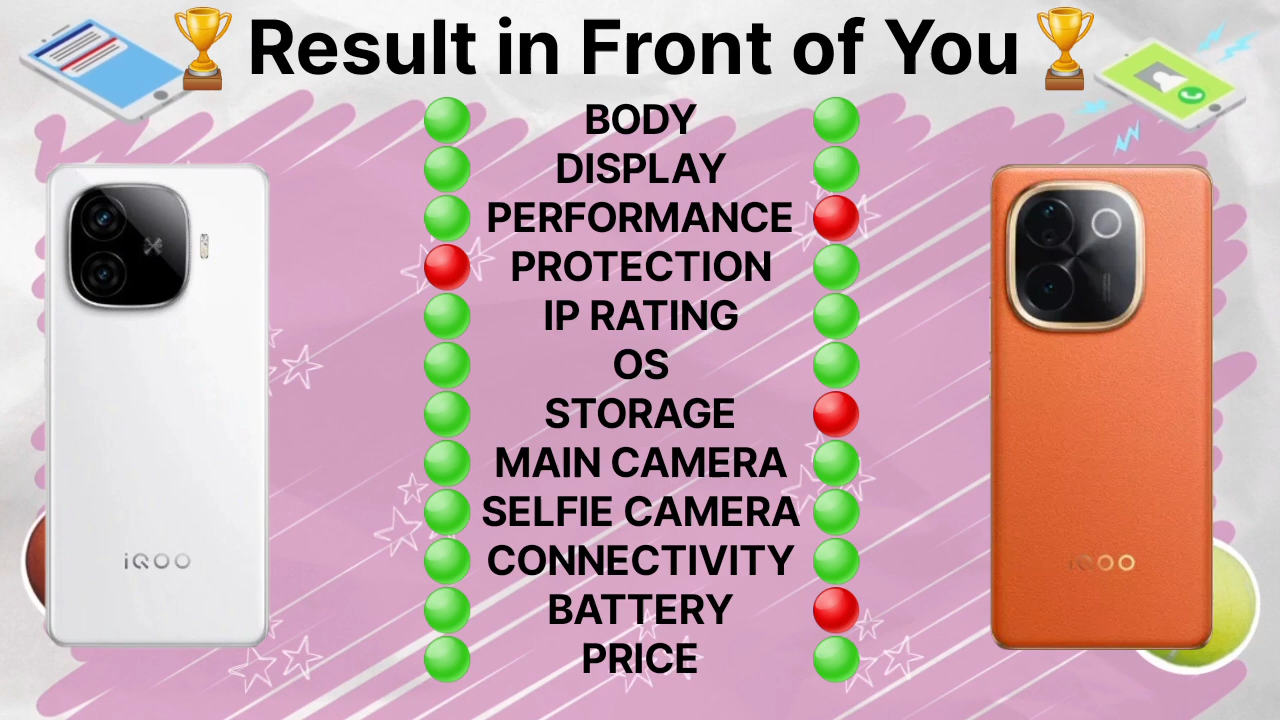 Result in Front of You
BODY
DISPLAY
PERFORMANCE
PROTECTION
IP RATING
OS
STORAGE
MAIN CAMERA
SELFIE CAMERA
CONNECTIVITY
BATTERY
PRICE
iQOO
iQOO